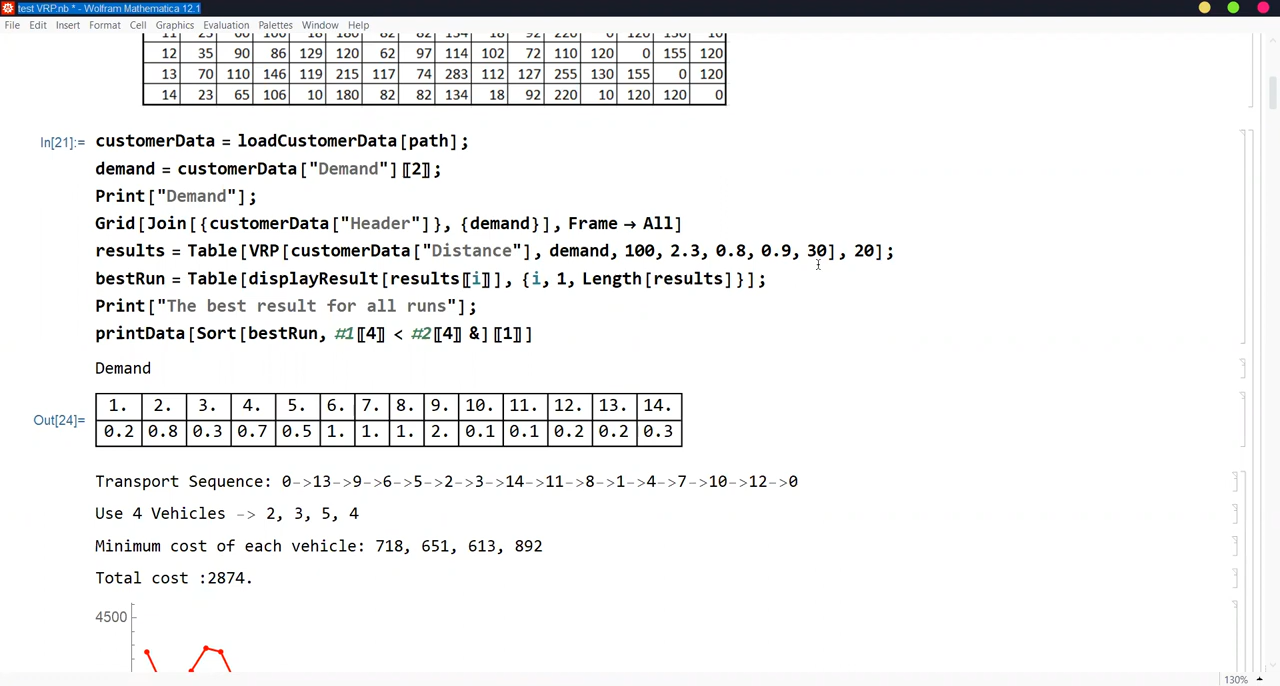 test VRP.nb * - Wolfram Mathematica 12.1
File Edit Insert Format Cell Graphics Evaluation Palettes Window Help
12 35 90 86 129 120 62 97 114 102 72 110 120 0 155 120
13 70 110 146 119 215 117 74 283 112 127 255 130 155 0 120
14 23 65 106 10 180 82 82 134 18 92 220 10 120 120 0
In[21]:= customerData = loadCustomerData[path];
demand = customerData["Demand"]〚2〛;
Print["Demand"];
Grid[Join[{customerData["Header"]}, {demand}], Frame → All]
results = Table[VRP[customerData["Distance"], demand, 100, 2.3, 0.8, 0.9, 30], 20];
bestRun = Table[displayResult[results〚i〛], {i, 1, Length[results]}];
Print["The best result for all runs"];
printData[Sort[bestRun, #1〚4〛 < #2〚4〛 &]〚1〛]
Demand
Out[24]=
1. 2. 3. 4. 5. 6. 7. 8. 9. 10. 11. 12. 13. 14.
0.2 0.8 0.3 0.7 0.5 1. 1. 1. 2. 0.1 0.1 0.2 0.2 0.3
Transport Sequence: 0->13->9->6->5->2->3->14->11->8->1->4->7->10->12->0
Use 4 Vehicles -> 2, 3, 5, 4
Minimum cost of each vehicle: 718, 651, 613, 892
Total cost :2874.
4500
130%